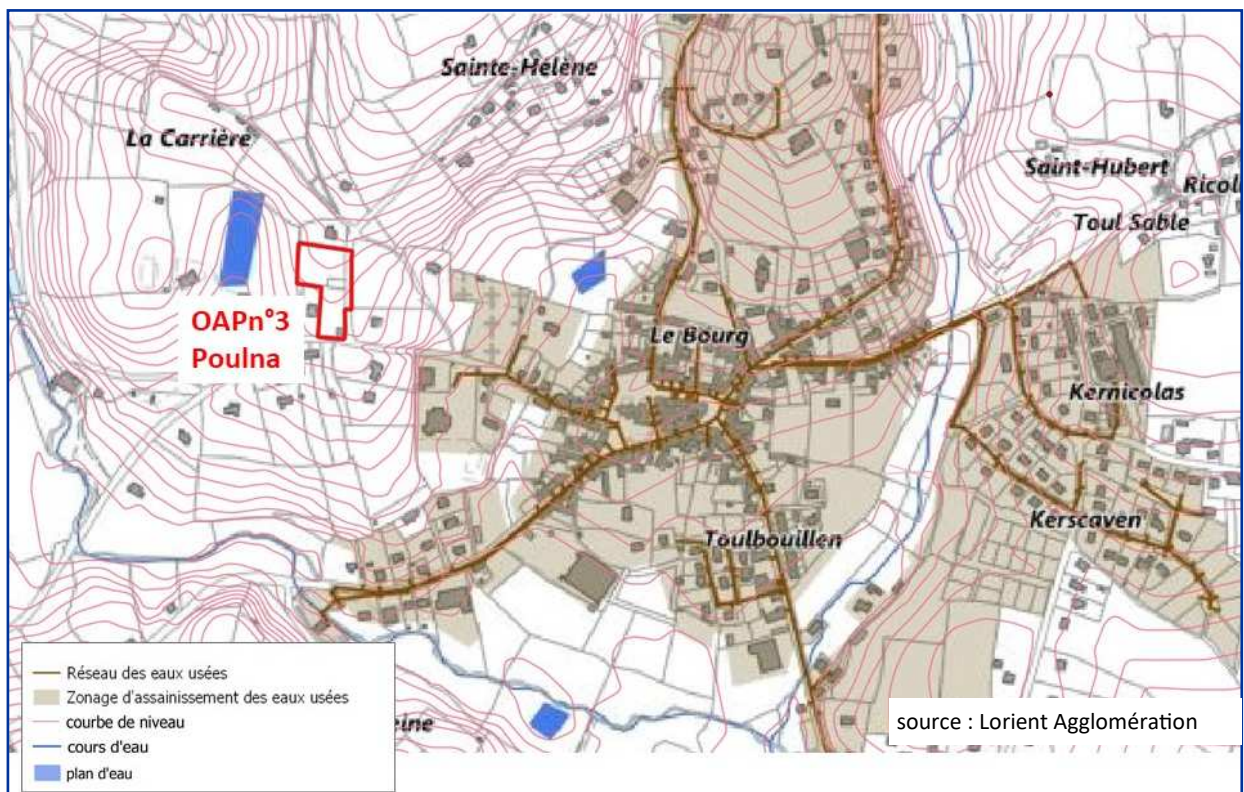 Sainte-Hélène
La Carrière
Saint-Hubert
Ricol
Toul Sable
OAPn°3
Poulna
Le Bourg
Kernicolas
Kerscaven
Toulbouillen
Réseau des eaux usées
Zonage d'assainissement des eaux usées
courbe de niveau
cours d'eau
plan d'eau
eine
source : Lorient Agglomération